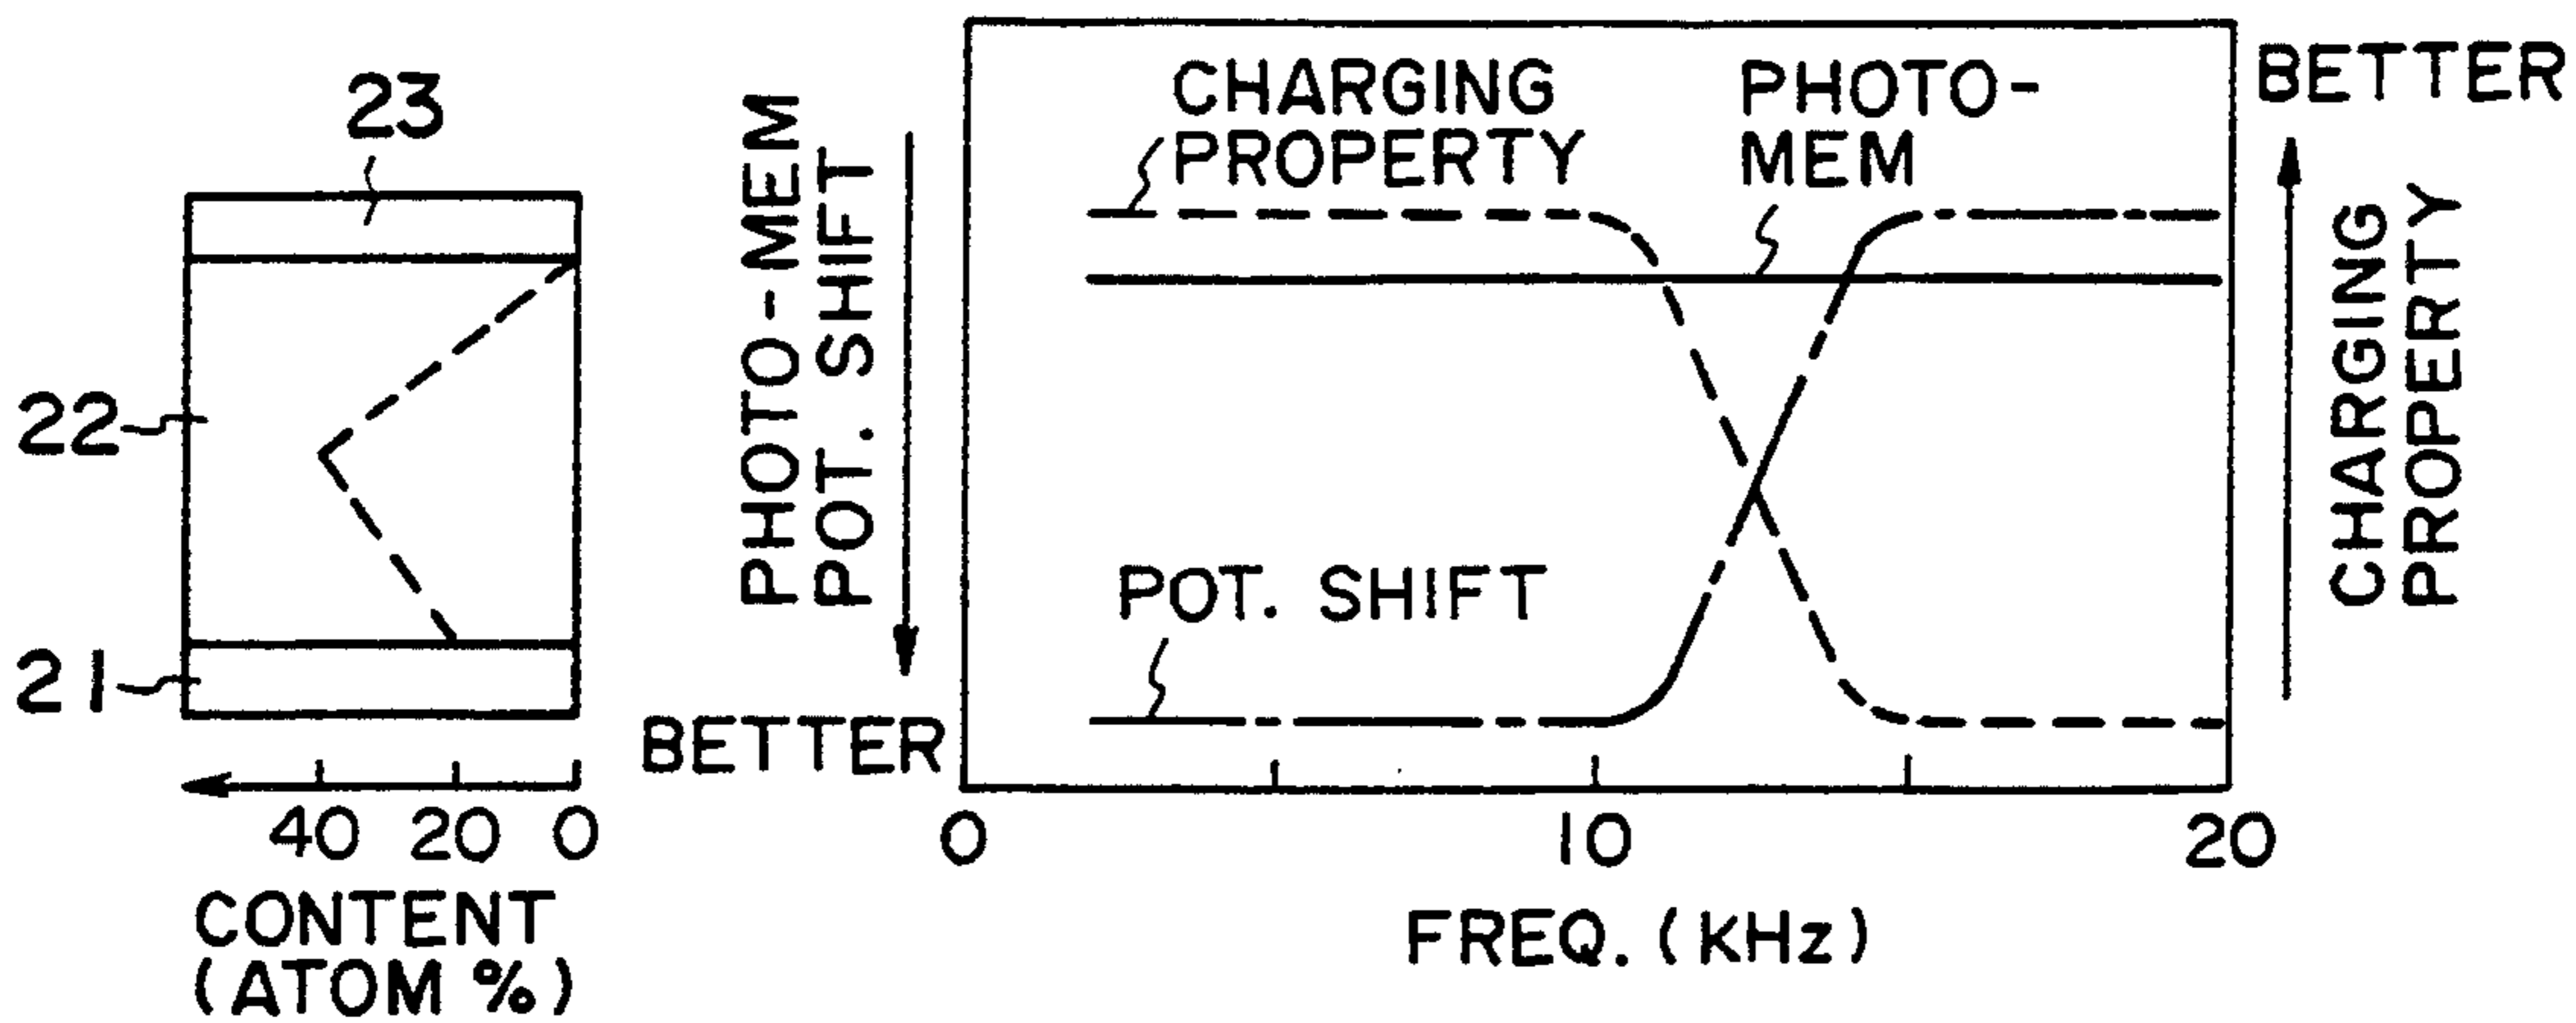 23
22
21
40 20 0
CONTENT
(ATOM %)
PHOTO-MEM
POT. SHIFT
BETTER
CHARGING
PROPERTY
PHOTO-
MEM
POT. SHIFT
0 10 20
FREQ. (KHz)
BETTER
CHARGING
PROPERTY